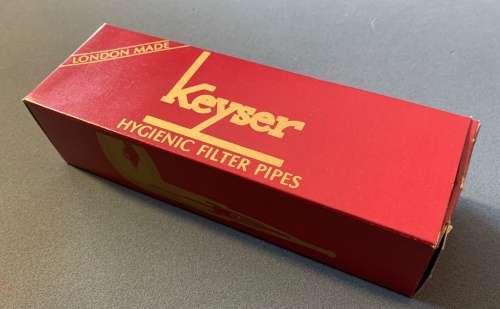 LONDON MADE
Keyser
HYGIENIC FILTER PIPES